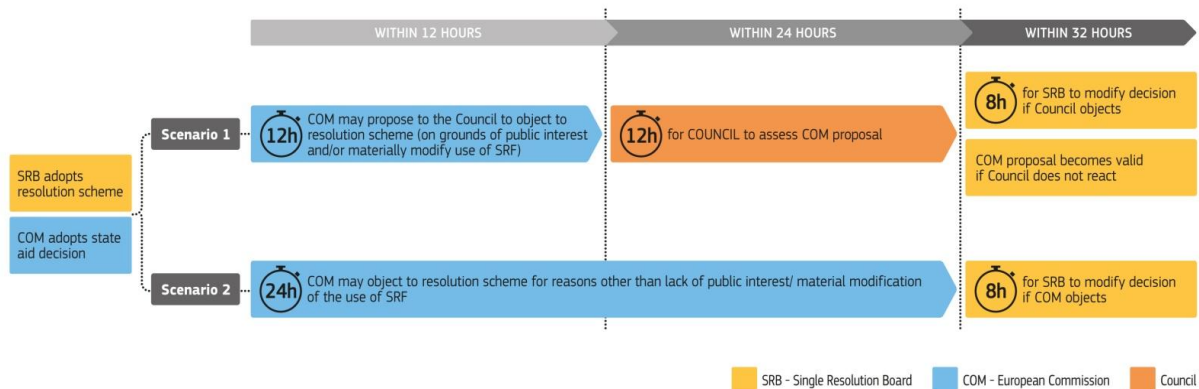 WITHIN 12 HOURS
WITHIN 24 HOURS
WITHIN 32 HOURS
SRB adopts
resolution scheme
COM adopts state
aid decision
Scenario 1
12h
COM may propose to the Council to object to
resolution scheme (on grounds of public interest
and/or materially modify use of SRF)
12h
for COUNCIL to assess COM proposal
8h
for SRB to modify decision
if Council objects
COM proposal becomes valid
if Council does not react
Scenario 2
24h
COM may object to resolution scheme for reasons other than lack of public interest/ material modification
of the use of SRF
8h
for SRB to modify decision
if COM objects
SRB - Single Resolution Board
COM - European Commission
Council